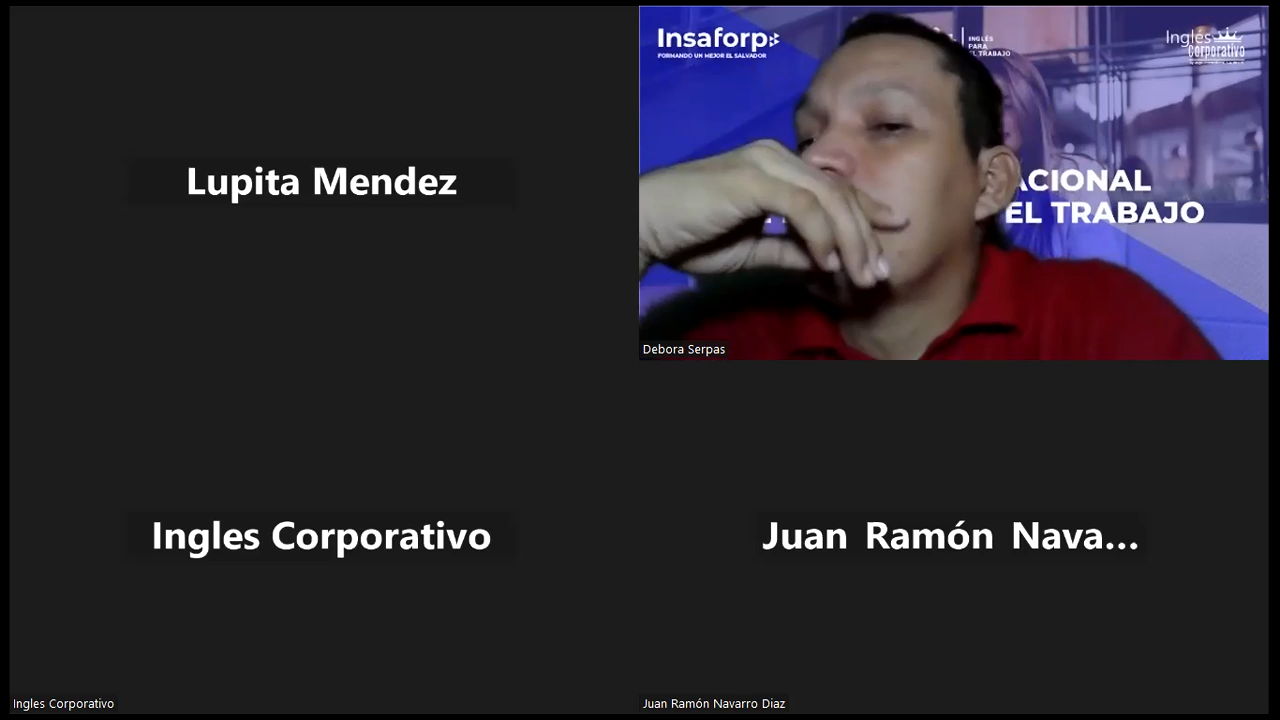 Lupita Mendez
Insaforp
FORMANDO UN MEJOR EL SALVADOR
INGLÉS
PARA
EL TRABAJO
Inglés
Corporativo
ACIONAL
EL TRABAJO
Debora Serpas
Ingles Corporativo
Juan Ramón Nava...
Ingles Corporativo
Juan Ramón Navarro Diaz